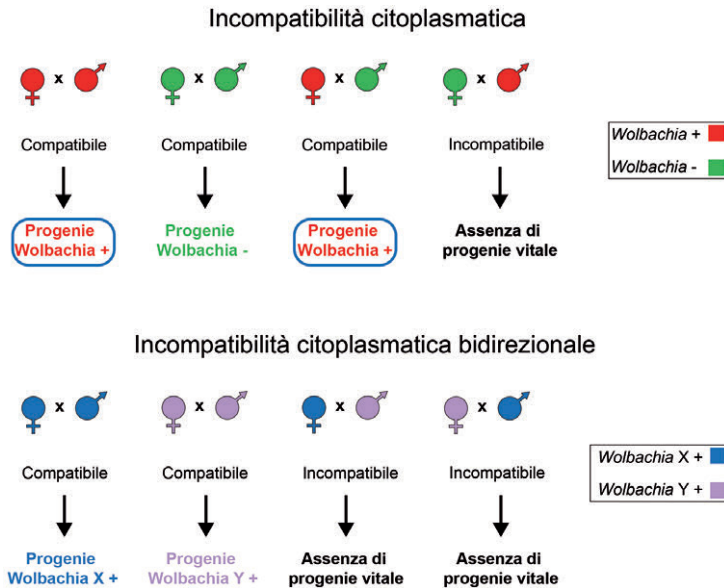 Incompatibilità citoplasmatica
x x x x
Compatibile Compatibile Compatibile Incompatibile
Wolbachia +
Wolbachia -
Progenie Progenie Progenie Assenza di
Wolbachia + Wolbachia - Wolbachia + progenie vitale
Incompatibilità citoplasmatica bidirezionale
x x x x
Compatibile Compatibile Incompatibile Incompatibile
Wolbachia X +
Wolbachia Y +
Progenie Progenie Assenza di Assenza di
Wolbachia X + Wolbachia Y + progenie vitale progenie vitale